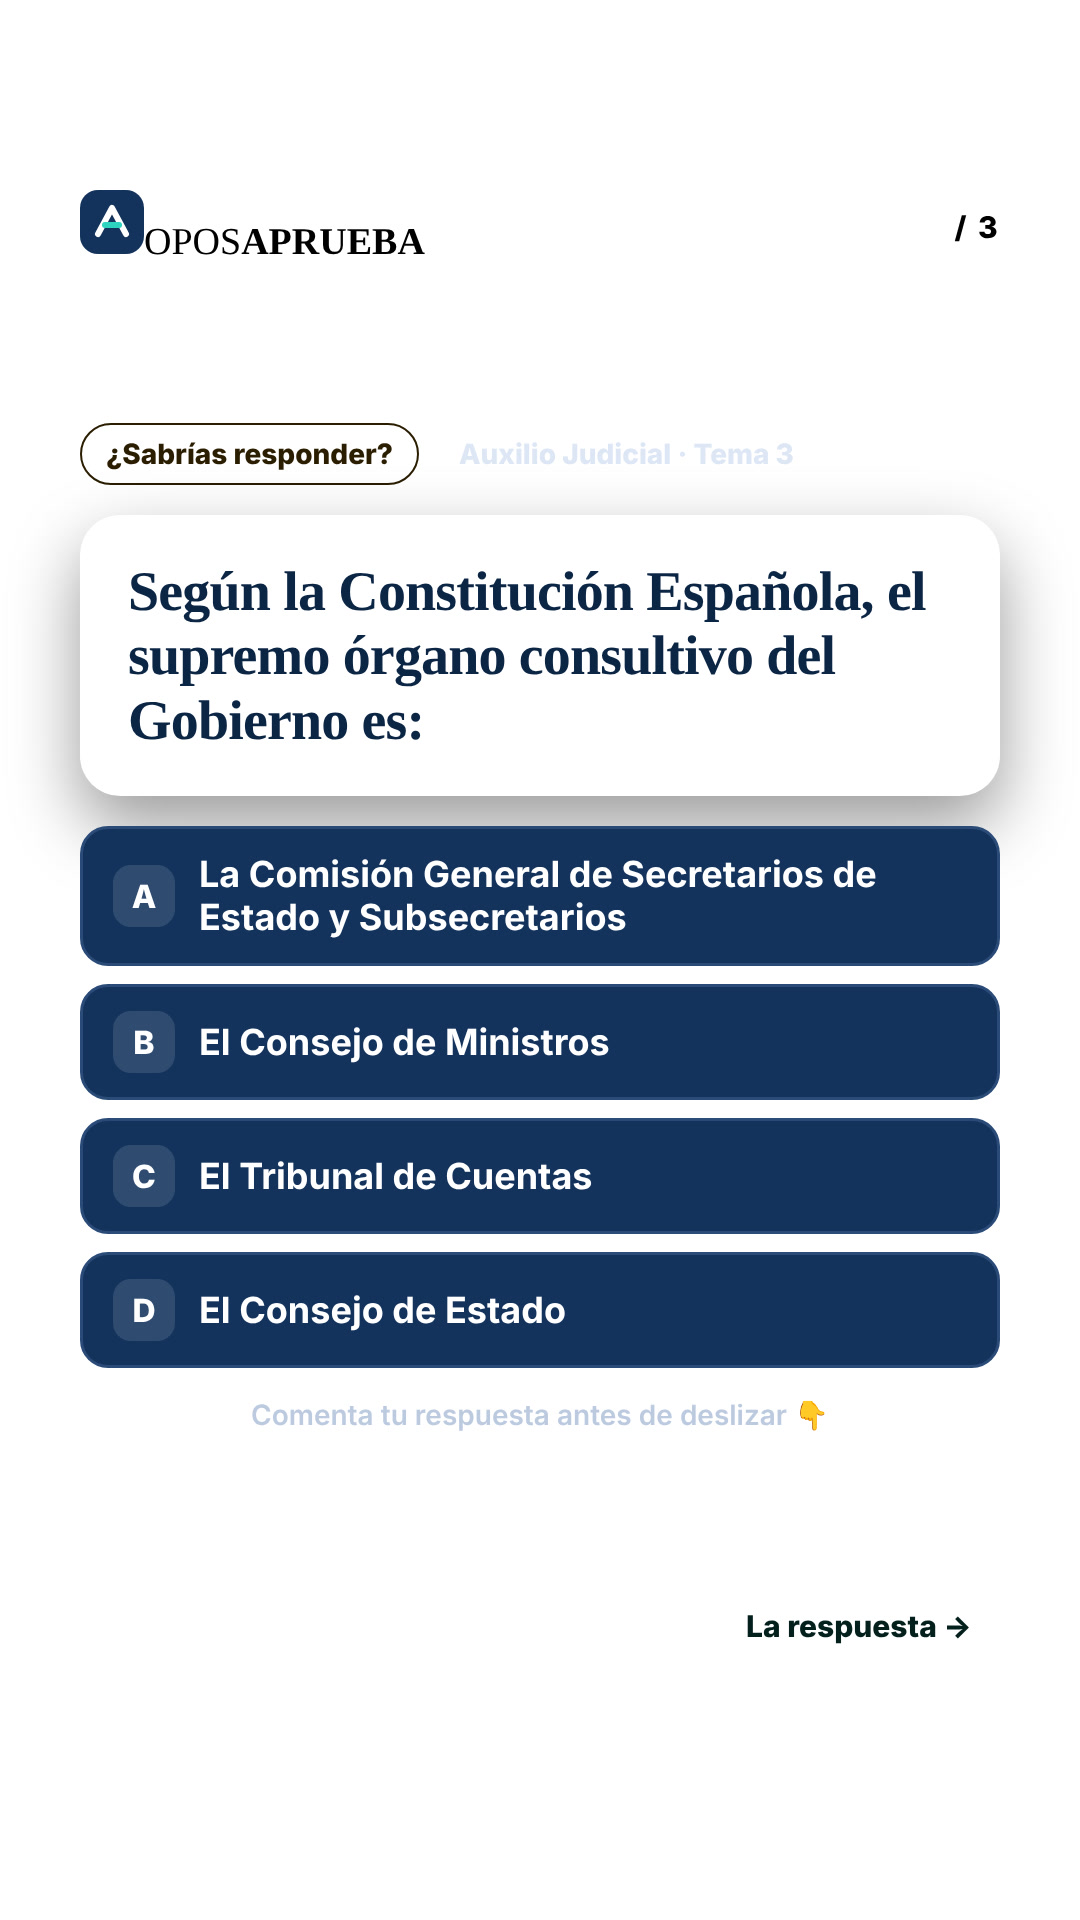 OPOSAPRUEBA
/ 3
¿Sabrías responder?
Auxilio Judicial · Tema 3
Según la Constitución Española, el
supremo órgano consultivo del
Gobierno es:
A
La Comisión General de Secretarios de
Estado y Subsecretarios
B
El Consejo de Ministros
C
El Tribunal de Cuentas
D
El Consejo de Estado
Comenta tu respuesta antes de deslizar 👇
La respuesta →